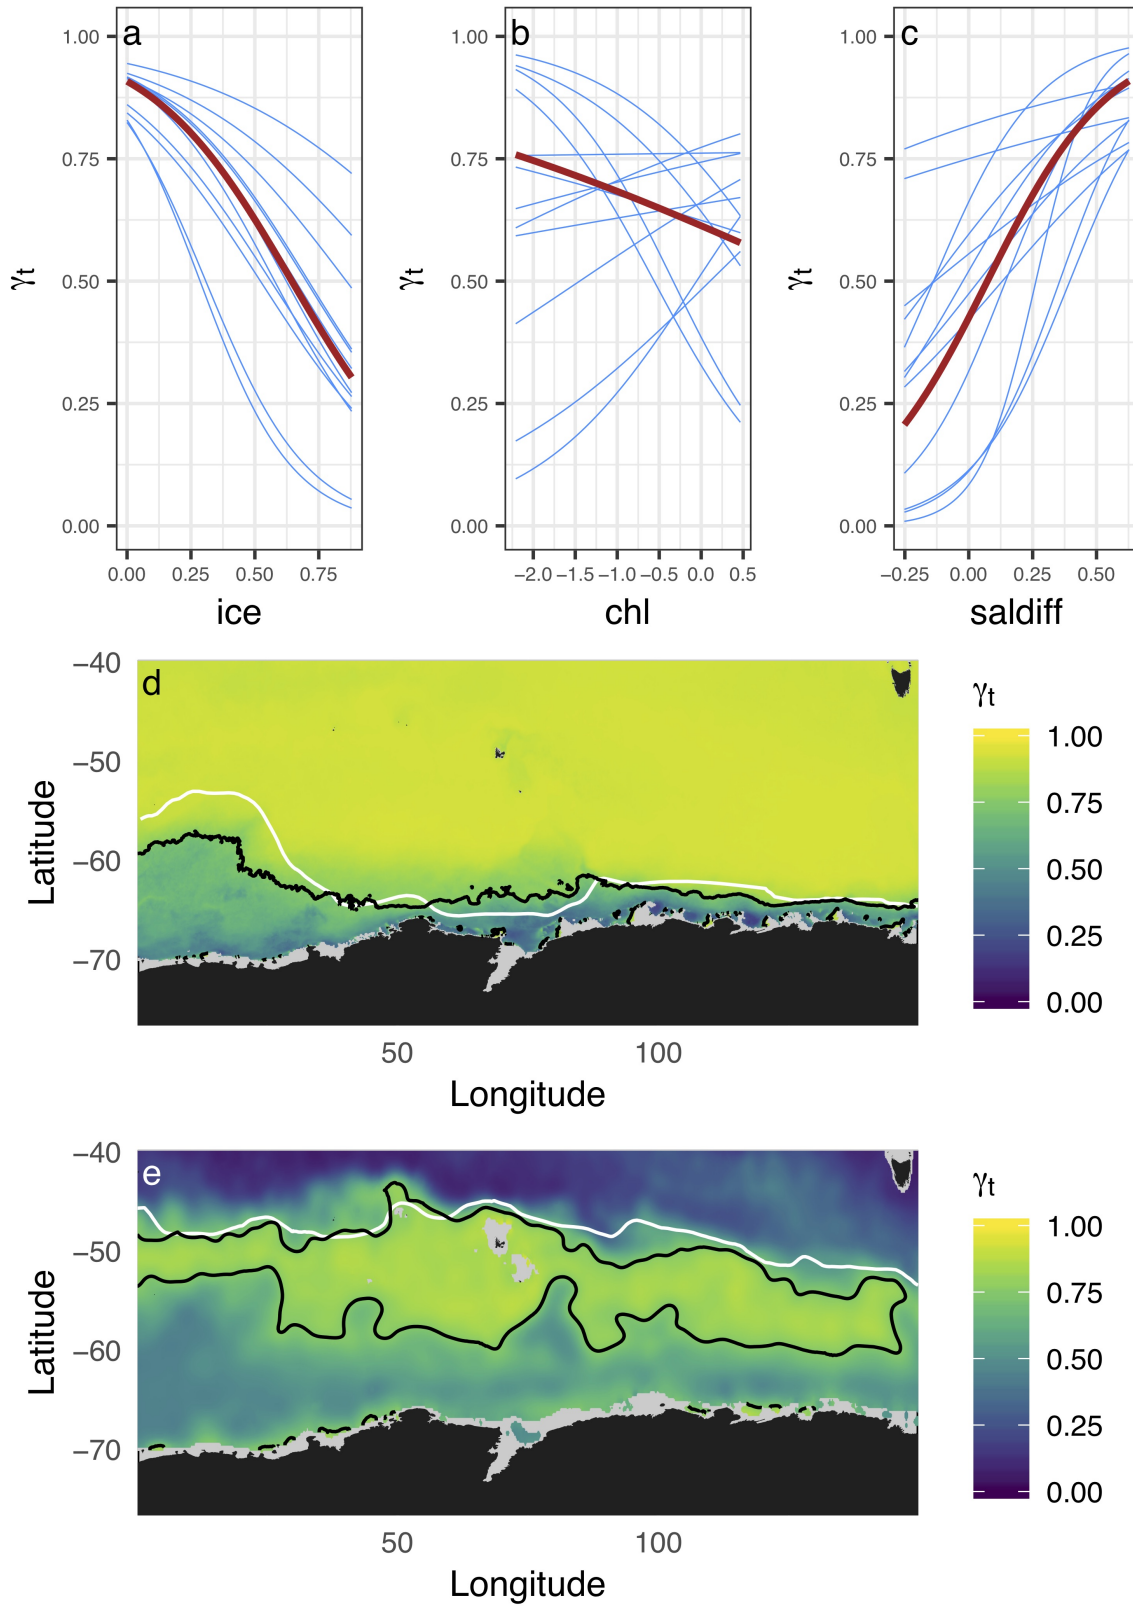 a b c
1.00 1.00 1.00
0.75 0.75 0.75
γt γt γt
0.50 0.50 0.50
0.25 0.25 0.25
0.00 0.00 0.00
0.00 0.25 0.50 0.75 −2.0 −1.5 −1.0 −0.5 0.0 0.5 −0.25 0.00 0.25 0.50
ice chl saldiff
d
−40
−50
−60
−70
Latitude
50 100
Longitude
γt
1.00
0.75
0.50
0.25
0.00
e
−40
−50
−60
−70
Latitude
50 100
Longitude
γt
1.00
0.75
0.50
0.25
0.00